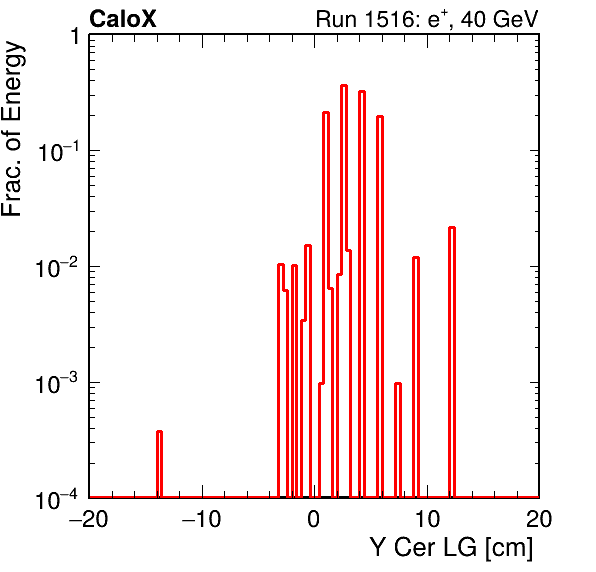 CaloX
Run 1516: e⁺, 40 GeV
Frac. of Energy
1
10⁻¹
10⁻²
10⁻³
10⁻⁴
−20
−10
0
10
20
Y Cer LG [cm]